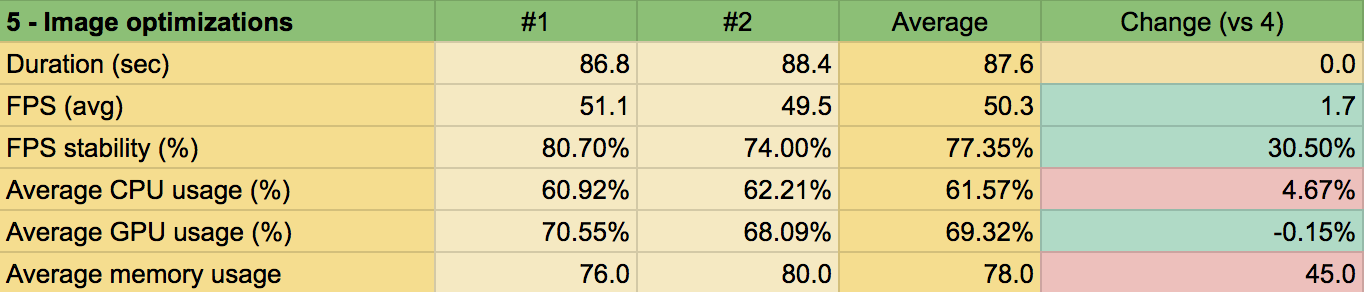 5 - Image optimizations #1 #2 Average Change (vs 4)
Duration (sec) 86.8 88.4 87.6 0.0
FPS (avg) 51.1 49.5 50.3 1.7
FPS stability (%) 80.70% 74.00% 77.35% 30.50%
Average CPU usage (%) 60.92% 62.21% 61.57% 4.67%
Average GPU usage (%) 70.55% 68.09% 69.32% -0.15%
Average memory usage 76.0 80.0 78.0 45.0